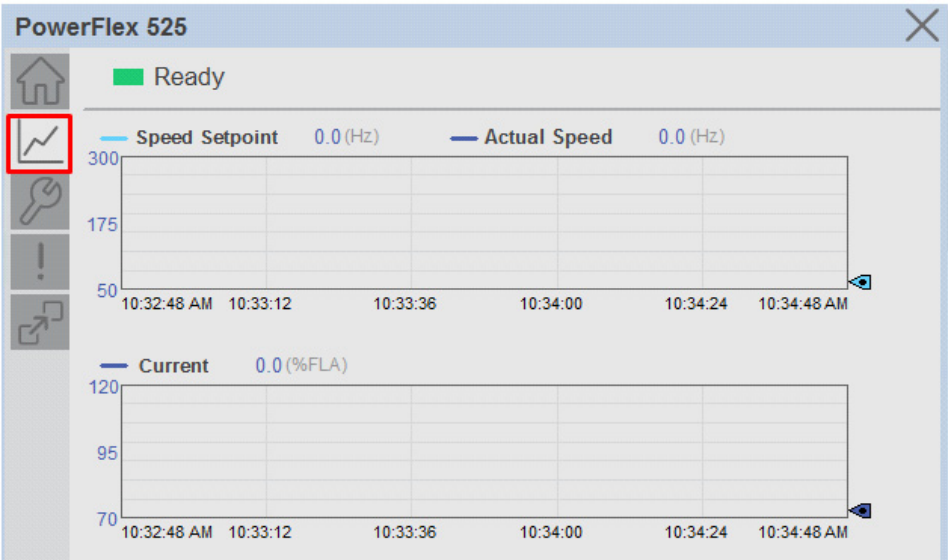 PowerFlex 525
Ready
Speed Setpoint 0.0 (Hz) Actual Speed 0.0 (Hz)
300
175
50
10:32:48 AM 10:33:12 10:33:36 10:34:00 10:34:24 10:34:48 AM
Current 0.0 (%FLA)
120
95
70
10:32:48 AM 10:33:12 10:33:36 10:34:00 10:34:24 10:34:48 AM